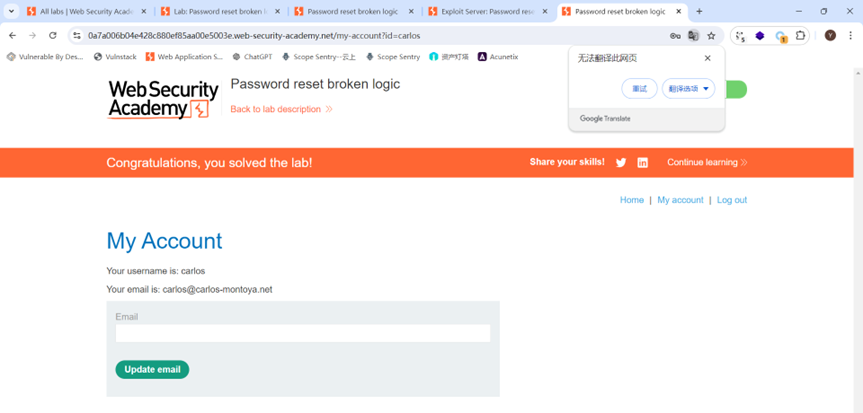 All labs | Web Security Acade
Lab: Password reset broken l
Password reset broken logic
Exploit Server: Password rese
Password reset broken logic
0a7a006b04e428c880ef85aa00e5003e.web-security-academy.net/my-account?id=carlos
Vulnerable By Des...
Vulnstack
Web Application S...
ChatGPT
Scope Sentry--云上
Scope Sentry
资产灯塔
Acunetix
无法翻译此网页
重试
翻译选项
Google Translate
Web Security
Academy
Password reset broken logic
Back to lab description
Congratulations, you solved the lab!
Share your skills!
Continue learning
Home | My account | Log out
My Account
Your username is: carlos
Your email is: carlos@carlos-montoya.net
Email
Update email